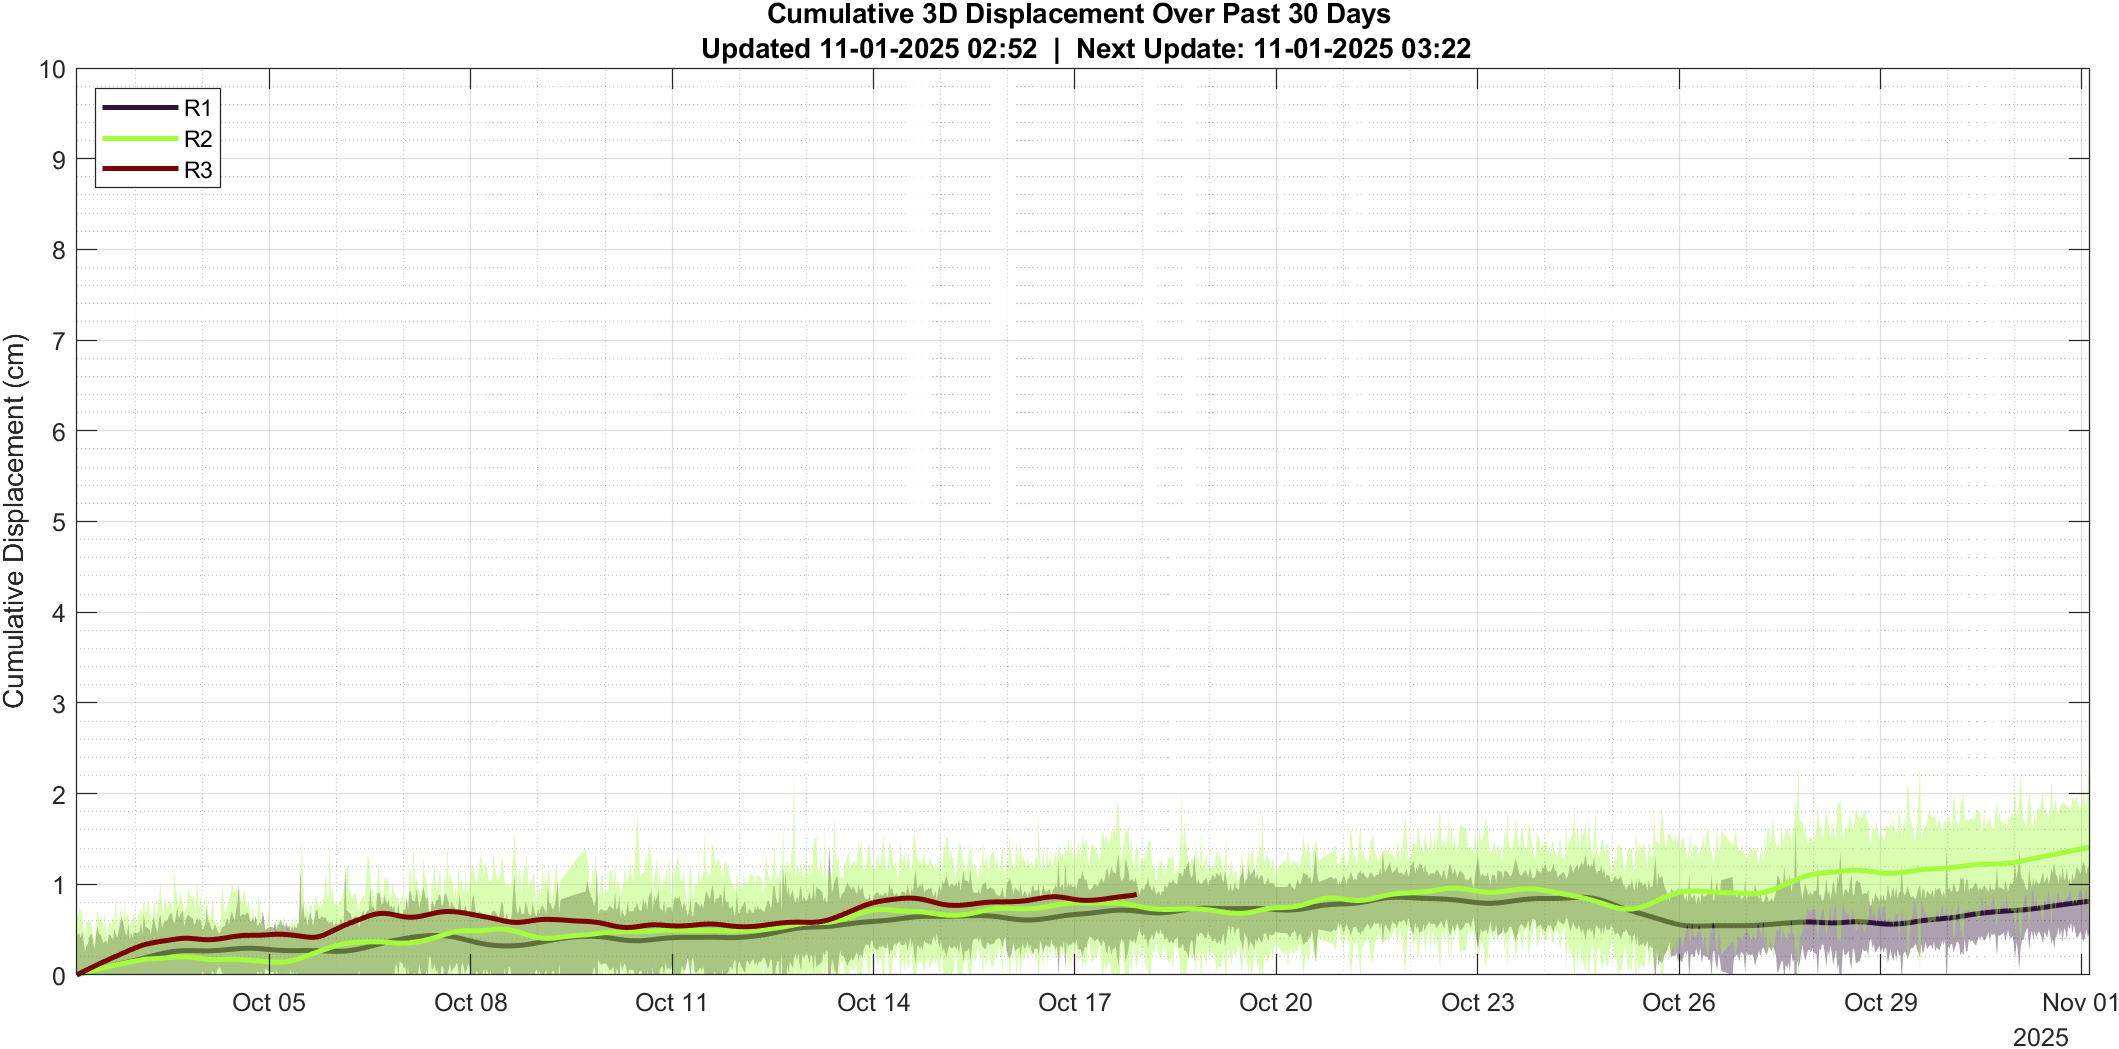 Cumulative 3D Displacement Over Past 30 Days
Updated 11-01-2025 02:52 | Next Update: 11-01-2025 03:22
R1
R2
R3
Cumulative Displacement (cm)
10
9
8
7
6
5
4
3
2
1
0
Oct 05 Oct 08 Oct 11 Oct 14 Oct 17 Oct 20 Oct 23 Oct 26 Oct 29 Nov 01
2025